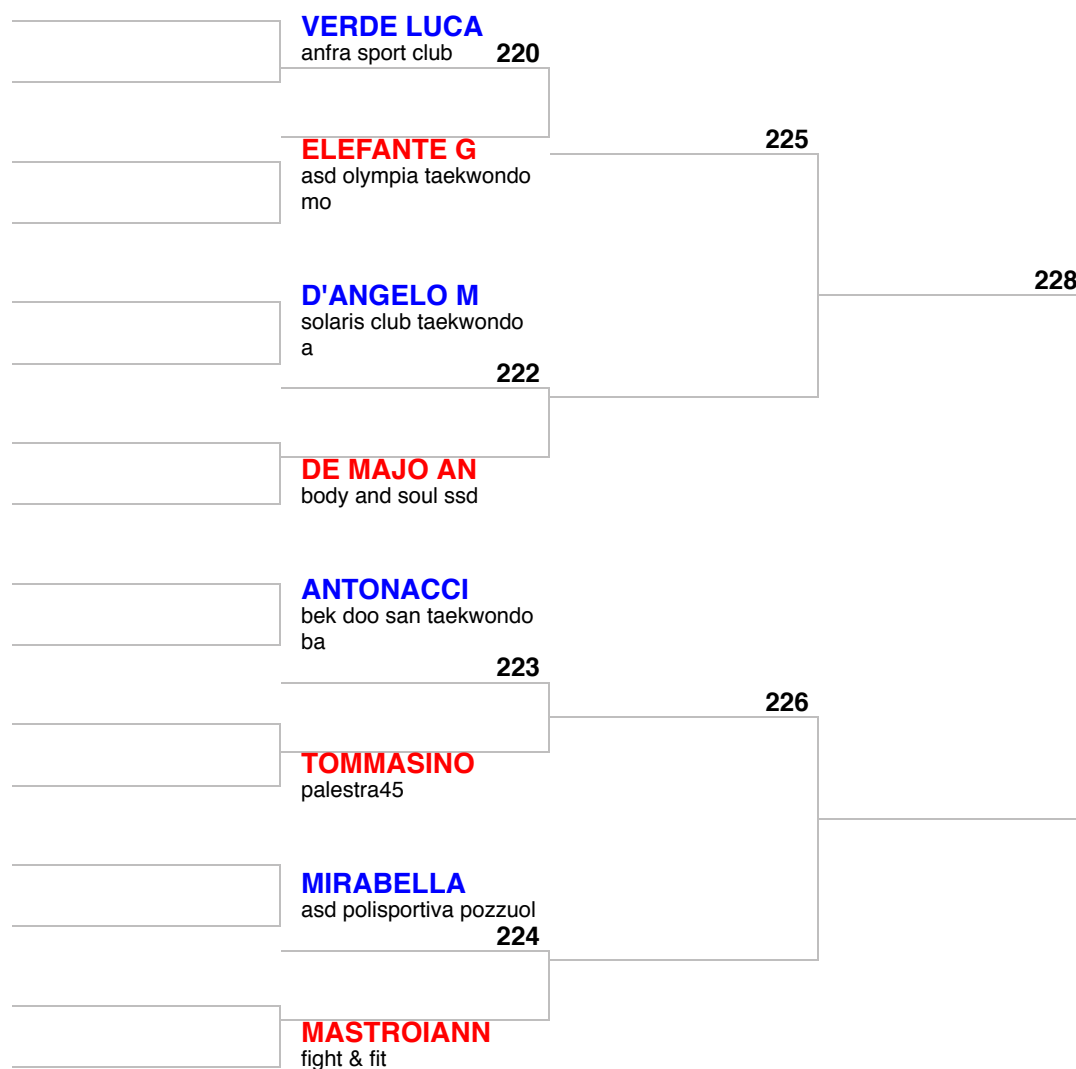 VERDE LUCA
anfra sport club
220
ELEFANTE G
asd olympia taekwondo
mo
225
D'ANGELO M
solaris club taekwondo
a
222
228
DE MAJO AN
body and soul ssd
ANTONACCI
bek doo san taekwondo
ba
223
226
TOMMASINO
palestra45
MIRABELLA
asd polisportiva pozzuol
224
MASTROIANN
fight & fit